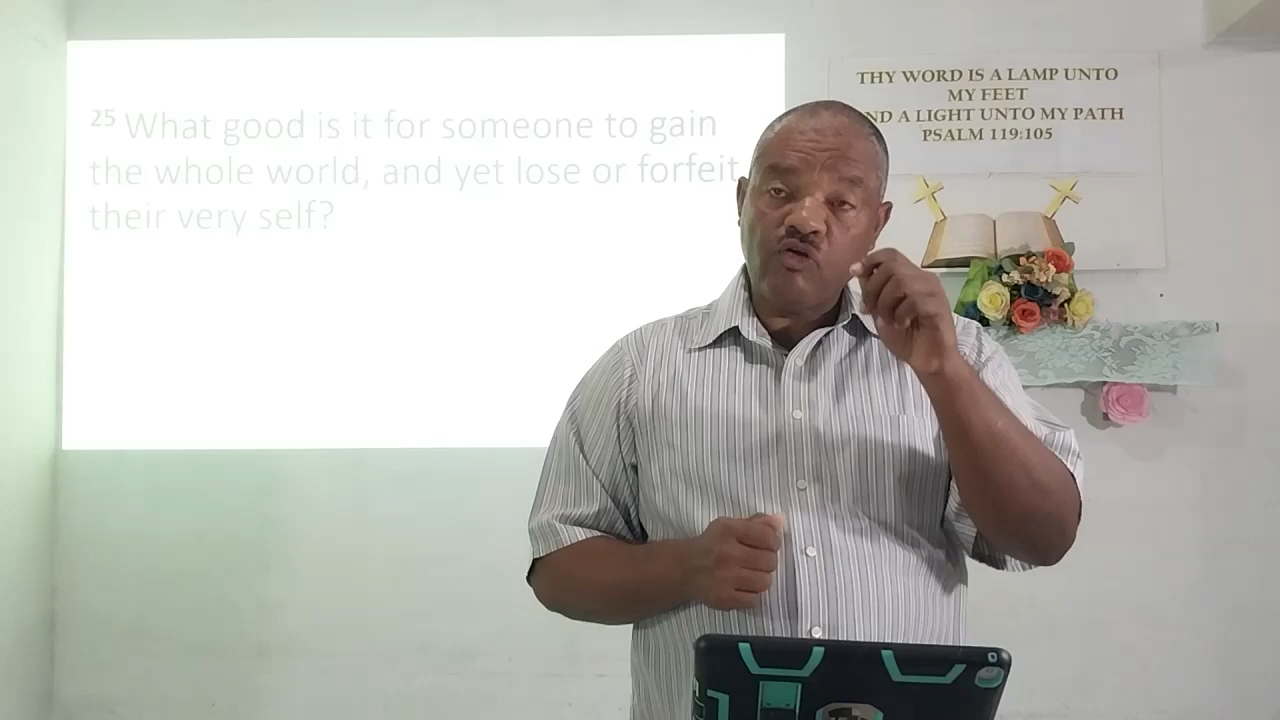 25 What good is it for someone to gain
the whole world, and yet lose or forfeit
their very self?
THY WORD IS A LAMP UNTO
MY FEET
ND A LIGHT UNTO MY PATH
PSALM 119:105